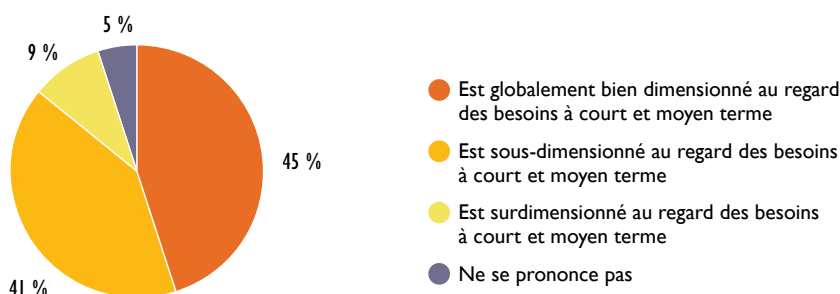 5 %
9 %
45 %
41 %
Est globalement bien dimensionné au regard
des besoins à court et moyen terme
Est sous-dimensionné au regard des besoins
à court et moyen terme
Est surdimensionné au regard des besoins
à court et moyen terme
Ne se prononce pas